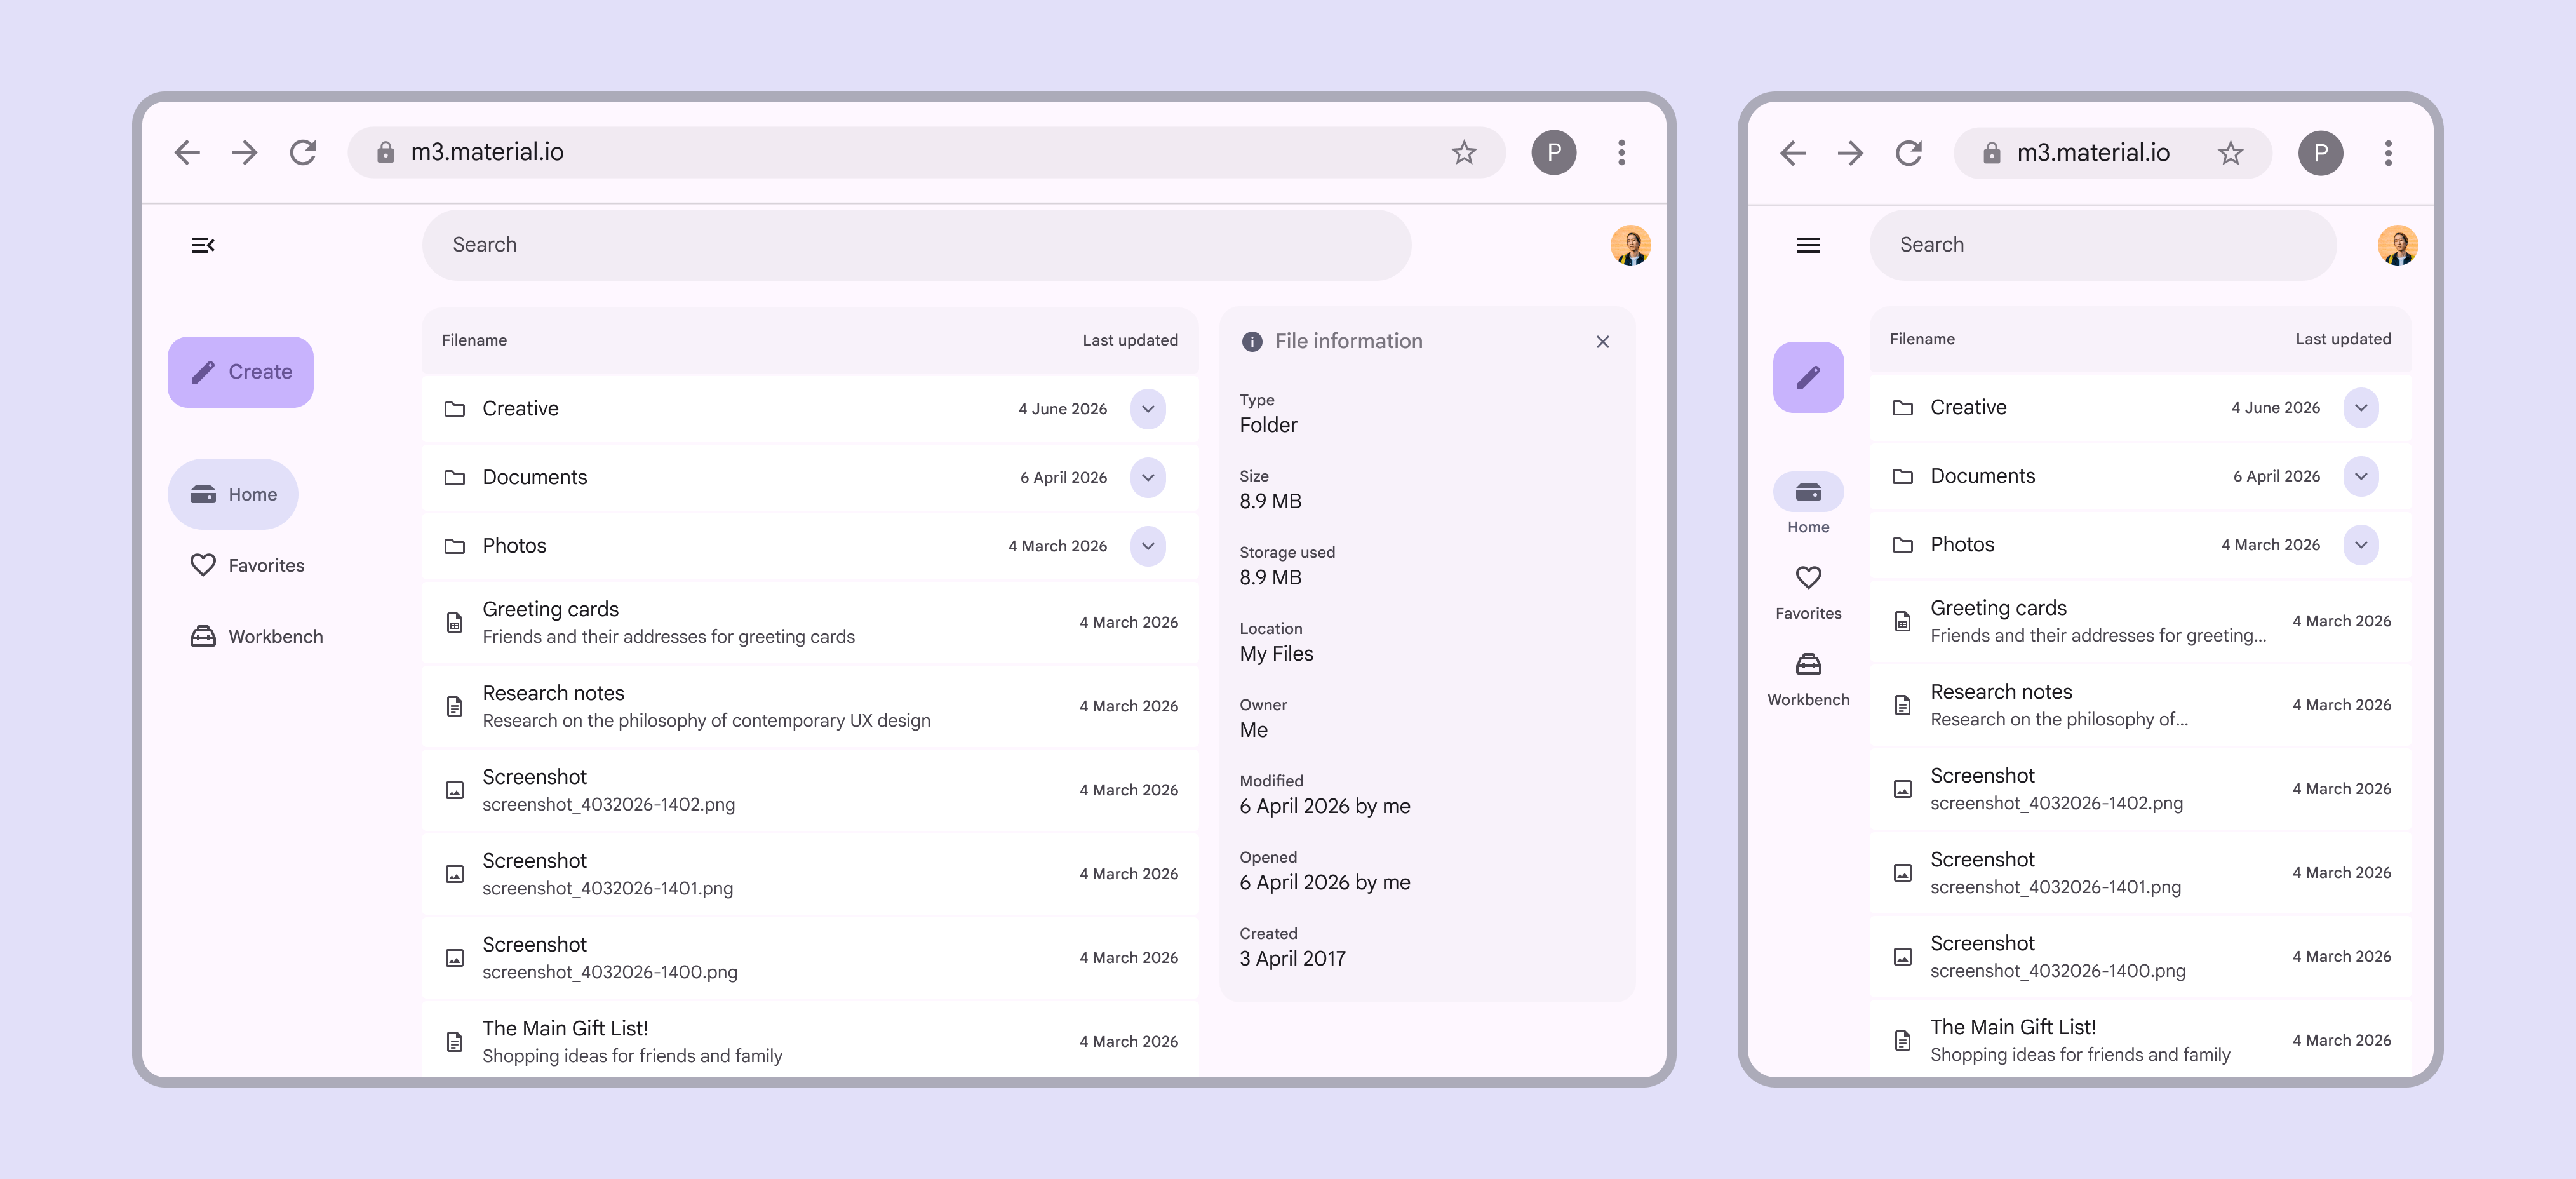 m3.material.io
P
Search
Create
Home
Favorites
Workbench
Filename Last updated
Creative 4 June 2026
Documents 6 April 2026
Photos 4 March 2026
Greeting cards
Friends and their addresses for greeting cards
4 March 2026
Research notes
Research on the philosophy of contemporary UX design
4 March 2026
Screenshot
screenshot_4032026-1402.png
4 March 2026
Screenshot
screenshot_4032026-1401.png
4 March 2026
Screenshot
screenshot_4032026-1400.png
4 March 2026
The Main Gift List!
Shopping ideas for friends and family
4 March 2026
File information
Type
Folder
Size
8.9 MB
Storage used
8.9 MB
Location
My Files
Owner
Me
Modified
6 April 2026 by me
Opened
6 April 2026 by me
Created
3 April 2017
m3.material.io
P
Search
Home
Favorites
Workbench
Filename Last updated
Creative 4 June 2026
Documents 6 April 2026
Photos 4 March 2026
Greeting cards
Friends and their addresses for greeting...
4 March 2026
Research notes
Research on the philosophy of...
4 March 2026
Screenshot
screenshot_4032026-1402.png
4 March 2026
Screenshot
screenshot_4032026-1401.png
4 March 2026
Screenshot
screenshot_4032026-1400.png
4 March 2026
The Main Gift List!
Shopping ideas for friends and family
4 March 2026